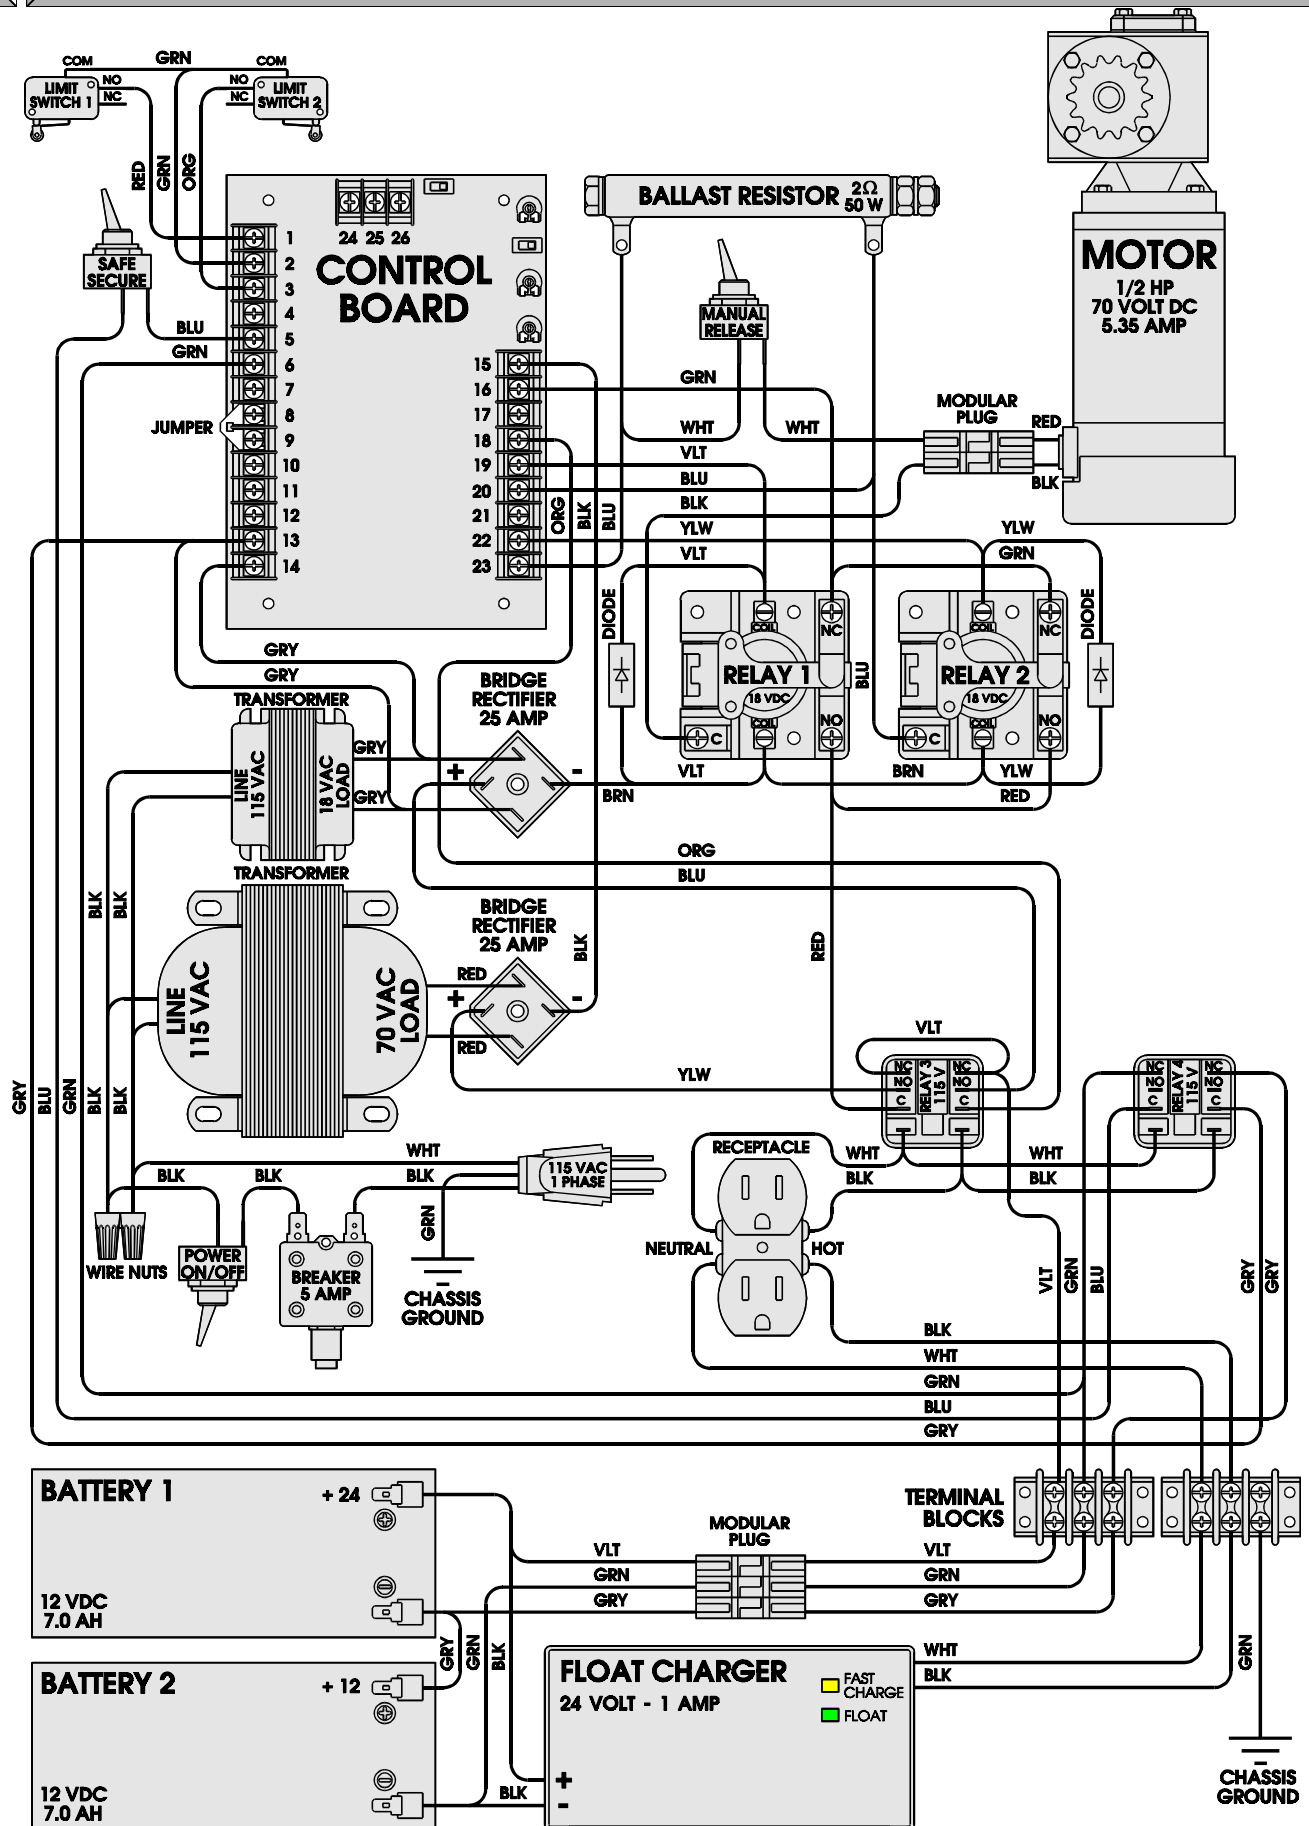 COM
GRN
COM
NO
NC
LIMIT
SWITCH 1
NO
NC
LIMIT
SWITCH 2
RED
GRN
ORG
SAFE
SECURE
BLU
GRN
JUMPER
24 25 26
CONTROL
BOARD
1
2
3
4
5
6
7
8
9
10
11
12
13
14
15
16
17
18
19
20
21
22
23
BALLAST RESISTOR 2Ω
50 W
MANUAL
RELEASE
MOTOR
1/2 HP
70 VOLT DC
5.35 AMP
MODULAR
PLUG
RED
BLK
GRN
WHT
WHT
VLT
BLU
BLK
YLW
VLT
ORG
BLK
BLU
YLW
GRN
DIODE
COIL
NC
RELAY 1
18 VDC
C
COIL
NO
BLU
COIL
NC
RELAY 2
18 VDC
C
COIL
NO
DIODE
VLT
BRN
BRN
YLW
RED
GRY
GRY
TRANSFORMER
LINE
115 VAC
18 VAC
LOAD
GRY
GRY
BRIDGE
RECTIFIER
25 AMP
+
-
ORG
BLU
TRANSFORMER
BLK
BLK
LINE
115 VAC
70 VAC
LOAD
RED
RED
BRIDGE
RECTIFIER
25 AMP
+
-
BLK
RED
YLW
VLT
NC
NO
C
RELAY 3
115 V
NC
NO
C
NC
NO
C
RELAY 4
115 V
NC
NO
C
GRY
BLU
GRN
BLK
BLK
WHT
BLK
BLK
BLK
115 VAC
1 PHASE
GRN
WIRE NUTS
POWER
ON/OFF
BREAKER
5 AMP
CHASSIS
GROUND
RECEPTACLE
NEUTRAL
HOT
WHT
BLK
WHT
BLK
VLT
GRN
BLU
GRY
GRY
BLK
WHT
GRN
BLU
GRY
BATTERY 1
+ 24
12 VDC
7.0 AH
TERMINAL
BLOCKS
MODULAR
PLUG
VLT
GRN
GRY
VLT
GRN
GRY
GRY
GRN
BLK
BATTERY 2
+ 12
12 VDC
7.0 AH
BLK
FLOAT CHARGER
24 VOLT - 1 AMP
FAST
CHARGE
FLOAT
+
-
WHT
BLK
GRN
CHASSIS
GROUND